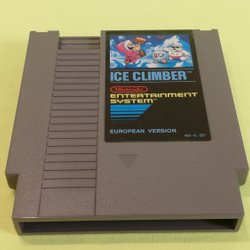 ICE CLIMBER
Nintendo
ENTERTAINMENT
SYSTEM
EUROPEAN VERSION